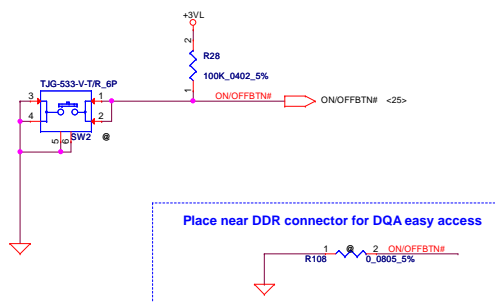 +3VL
2
R28
100K_0402_5%
1
ON/OFFBTN#
ON/OFFBTN# <25>
TJG-533-V-T/R_6P
3
1
4
2
5
6
SW2 @
Place near DDR connector for DQA easy access
1 @ 2 ON/OFFBTN#
R108 0_0805_5%